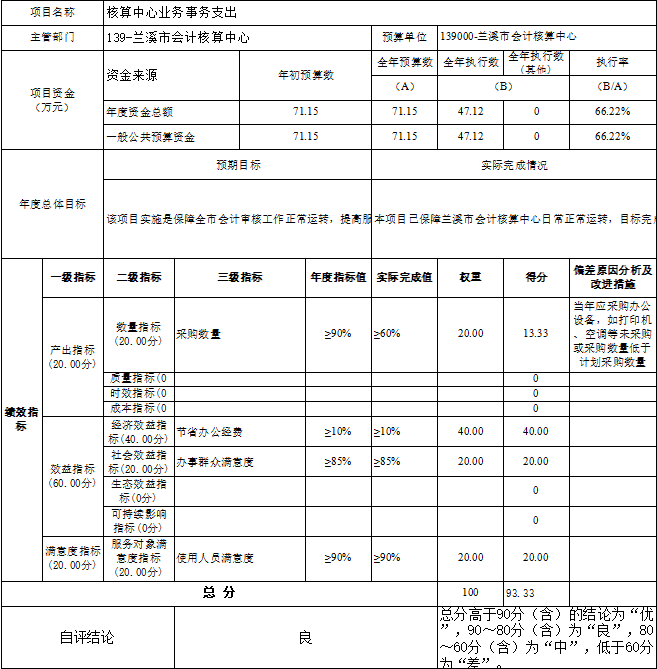 项目名称 核算中心业务事务支出
主管部门 139-兰溪市会计核算中心 预算单位 139000-兰溪市会计核算中心
项目资金
（万元）
资金来源 年初预算数 全年预算数 全年执行数 全年执行数
(其他) 执行率
（A） （B） （B/A）
年度资金总额 71.15 71.15 47.12 0 66.22%
一般公共预算资金 71.15 71.15 47.12 0 66.22%
年度总体目标
预期目标 实际完成情况
该项目实施是保障全市会计审核工作正常运转，提高服 本项目已保障兰溪市会计核算中心日常正常运转，目标完成
绩效指
标
一级指标 二级指标 三级指标 年度指标值 实际完成值 权重 得分 偏差原因分析及
改进措施
产出指标
(20.00分)
数量指标
(20.00分) 采购数量 ≥90% ≥60% 20.00 13.33
当年应采购办公
设备，如打印机
、空调等未采购
或采购数量低于
计划采购数量
质量指标(0 0
时效指标(0 0
成本指标(0 0
效益指标
(60.00分)
经济效益指
标(40.00分) 节省办公经费 ≥10% ≥10% 40.00 40.00
社会效益指
标(20.00分) 办事群众满意度 ≥85% ≥85% 20.00 20.00
生态效益指
标(0分) 0
可持续影响
指标(0分) 0
满意度指标
(20.00分)
服务对象满
意度指标
(20.00分) 使用人员满意度 ≥90% ≥90% 20.00 20.00
总 分 100 93.33
自评结论 良
总分高于90分（含）的结论为“优
”，90～80分（含）为“良”，80
～60分（含）为“中”，低于60分
为“差”。